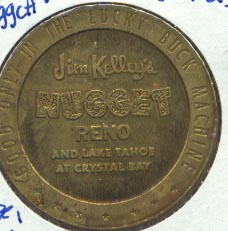 GOOD ONLY IN THE LUCKY BUCK MACHINE
Jim Kelley's
NUGGET
RENO
AND LAKE TAHOE
AT CRYSTAL BAY